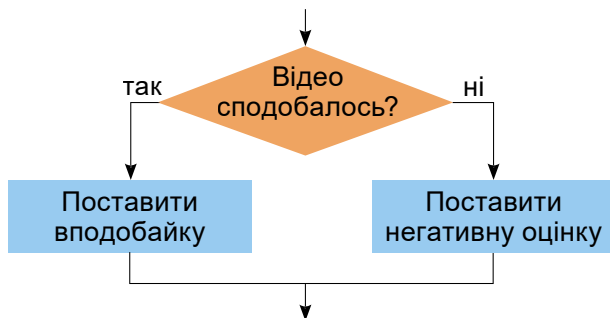 Відео
сподобалось?
так
ні
Поставити
вподобайку
Поставити
негативну оцінку